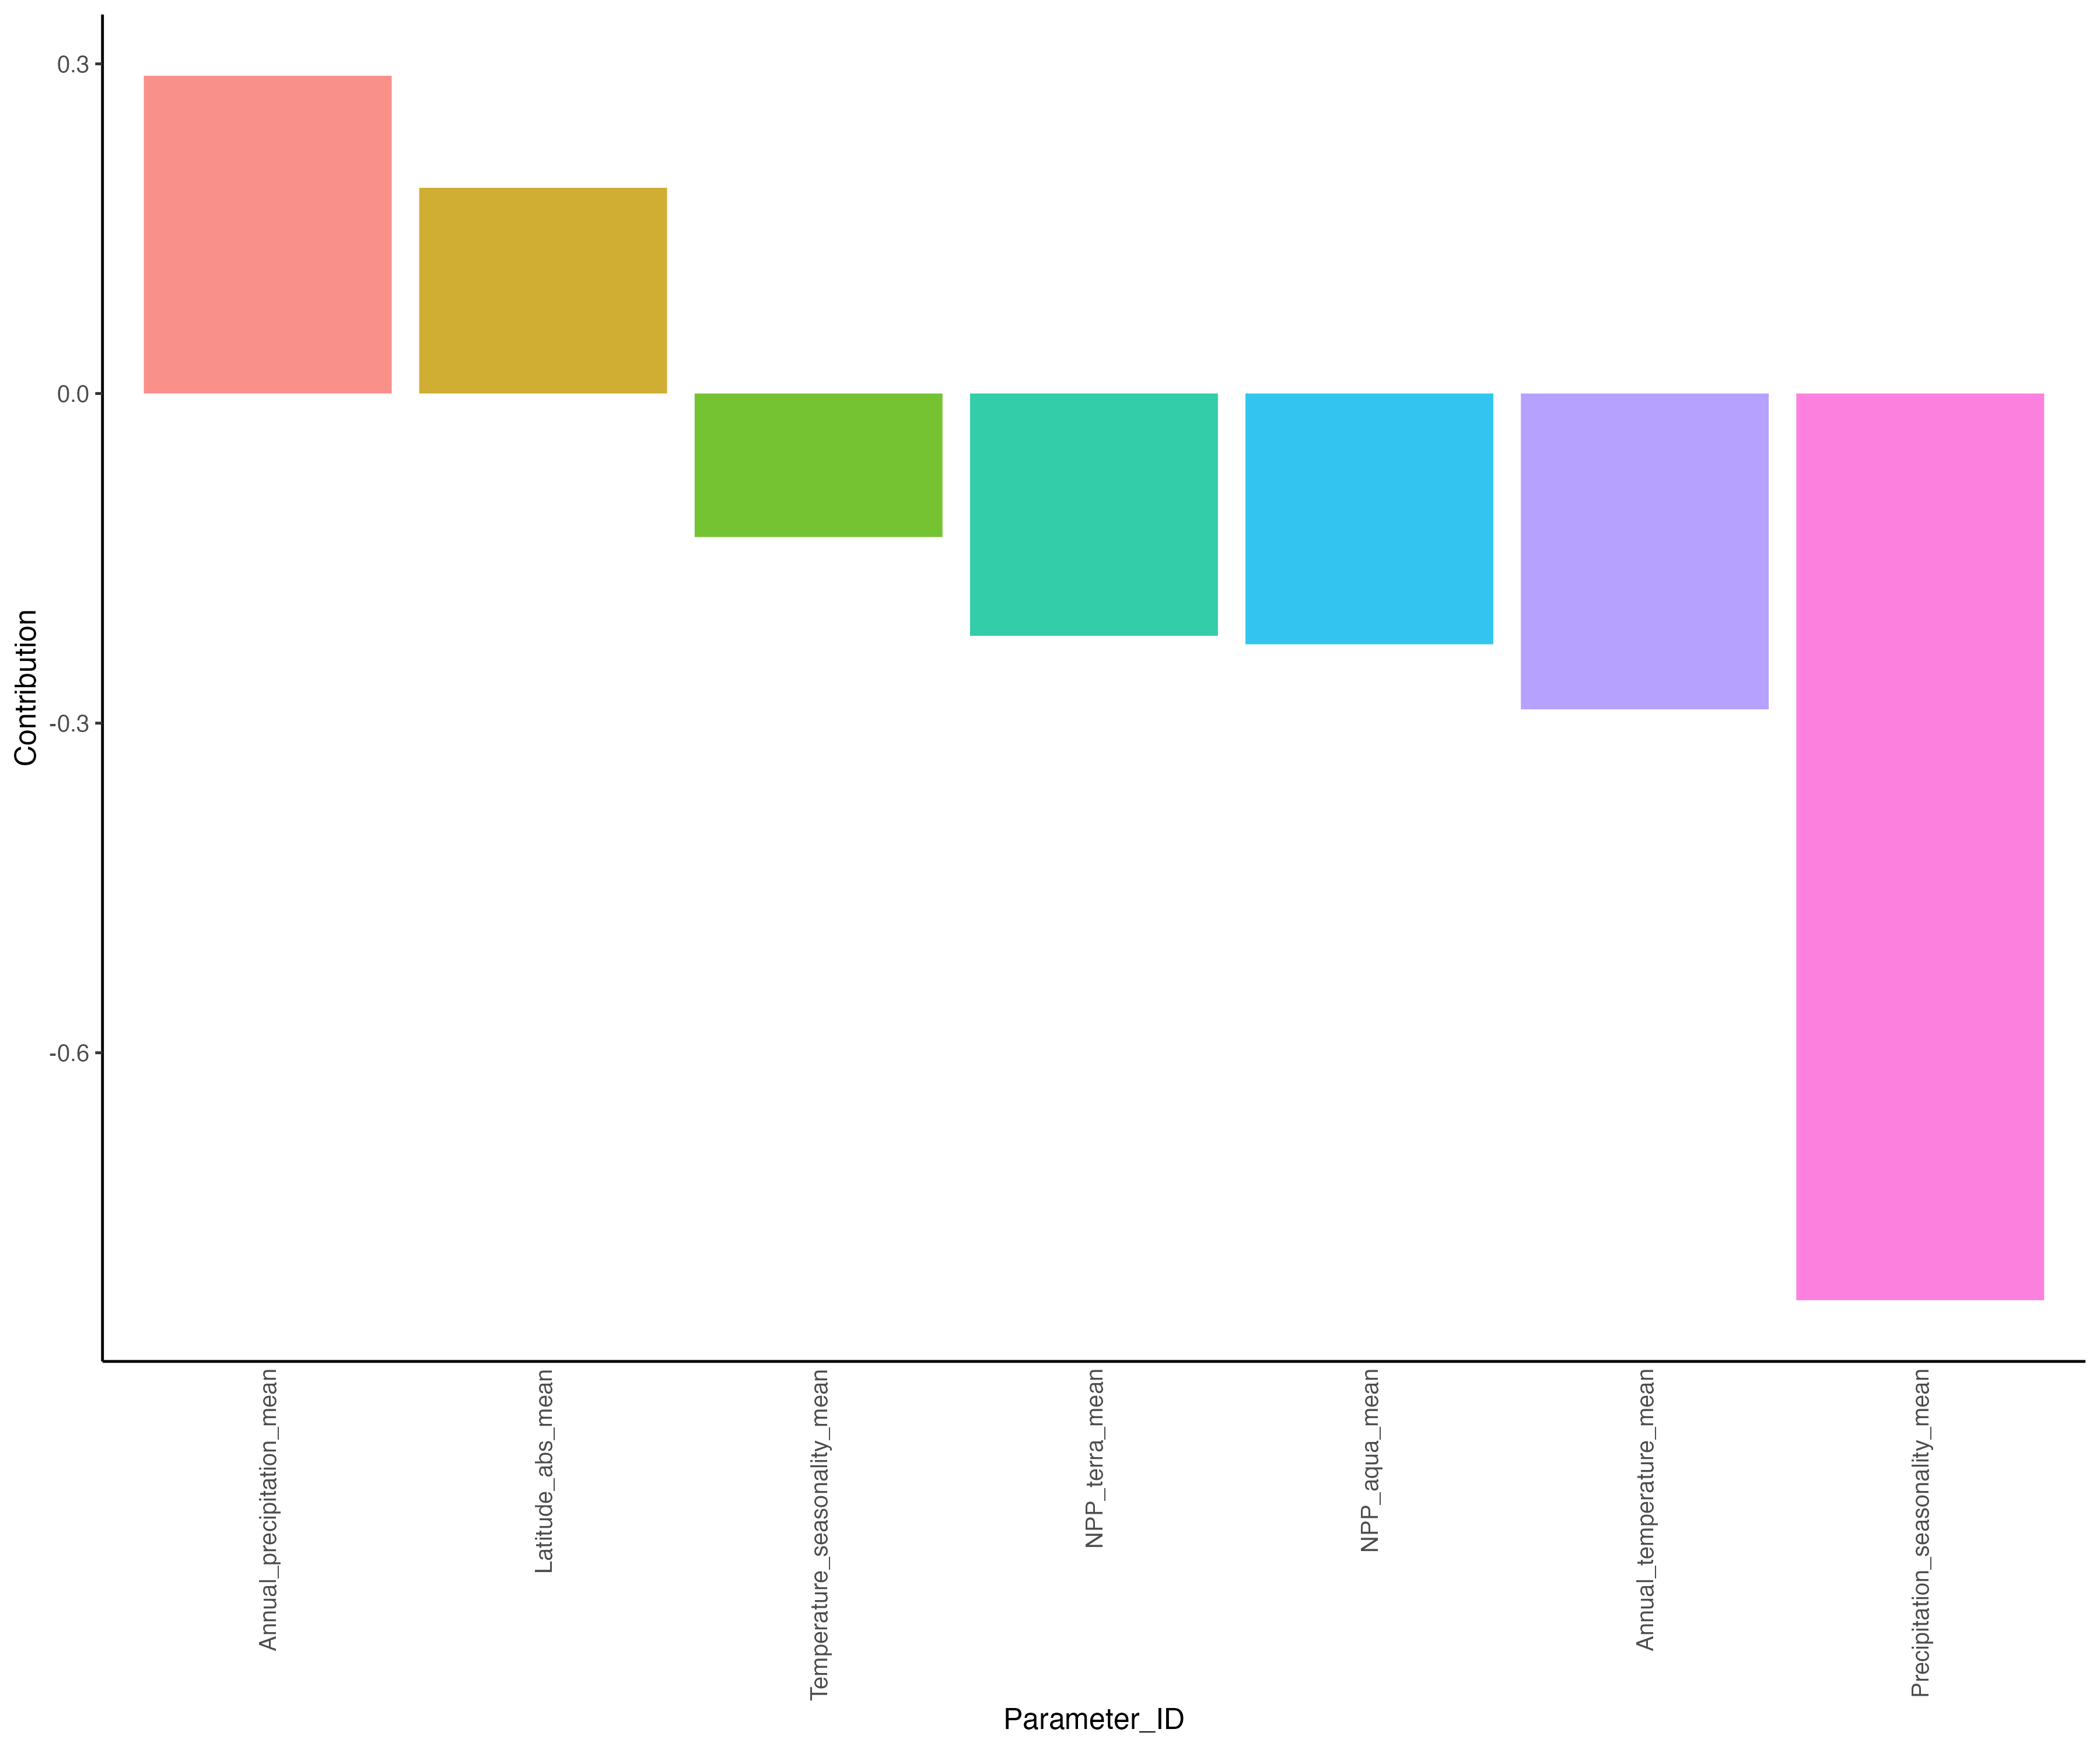 Contribution
0.3
0.0
-0.3
-0.6
Annual_precipitation_mean
Latitude_abs_mean
Temperature_seasonality_mean
NPP_terra_mean
NPP_aqua_mean
Annual_temperature_mean
Precipitation_seasonality_mean
Parameter_ID